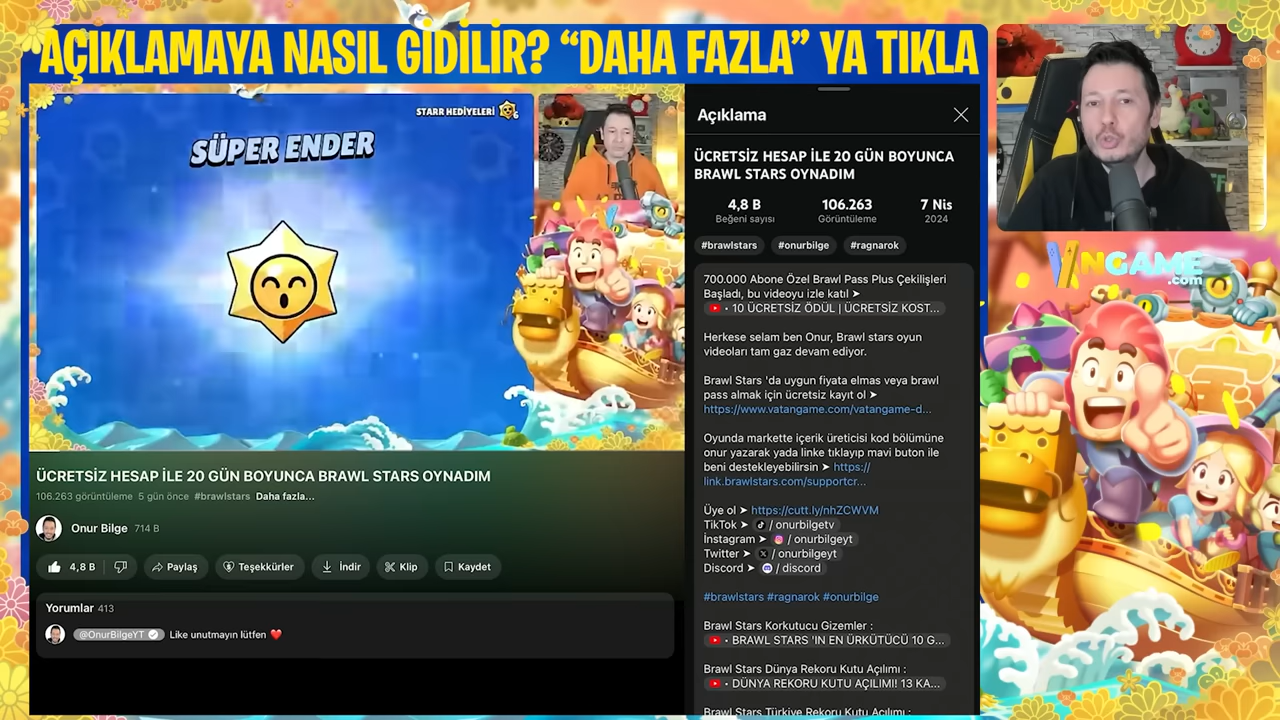 AÇIKLAMAYA NASIL GIDILIR? “DAHA FAZLA” YA TIKLA
STARR HEDİYELERİ 6
SÜPER ENDER
ÜCRETSİZ HESAP İLE 20 GÜN BOYUNCA BRAWL STARS OYNADIM
106.263 görüntüleme 5 gün önce #brawlstars Daha fazla...
Onur Bilge 714 B
4,8 B
Paylaş
Teşekkürler
İndir
Klip
Kaydet
Yorumlar 413
@OnurBilgeYT Like unutmayın lütfen ❤️
Açıklama
ÜCRETSİZ HESAP İLE 20 GÜN BOYUNCA
BRAWL STARS OYNADIM
4,8 B 106.263 7 Nis
Beğeni sayısı Görüntüleme 2024
#brawlstars #onurbilge #ragnarok
700.000 Abone Özel Brawl Pass Plus Çekilişleri
Başladı, bu videoyu izle katıl ➤
• 10 ÜCRETSİZ ÖDÜL | ÜCRETSİZ KOST...
Herkese selam ben Onur, Brawl stars oyun
videoları tam gaz devam ediyor.
Brawl Stars 'da uygun fiyata elmas veya brawl
pass almak için ücretsiz kayıt ol ➤
https://www.vatangame.com/vatangame-d...
Oyunda markette içerik üreticisi kod bölümüne
onur yazarak yada linke tıklayıp mavi buton ile
beni destekleyebilirsin ➤ https://
link.brawlstars.com/supportcr...
Üye ol ➤ https://cutt.ly/nhZCWVM
TikTok ➤ / onurbilgetv
İnstagram ➤ / onurbilgeyt
Twitter ➤ / onurbilgeyt
Discord ➤ / discord
#brawlstars #ragnarok #onurbilge
Brawl Stars Korkutucu Gizemler :
• BRAWL STARS 'IN EN ÜRKÜTÜCÜ 10 G...
Brawl Stars Dünya Rekoru Kutu Açılımı :
• DÜNYA REKORU KUTU AÇILIMI! 13 KA...
Brawl Stars Türkiye Rekoru Kutu Açılımı :
VANGAME
.com